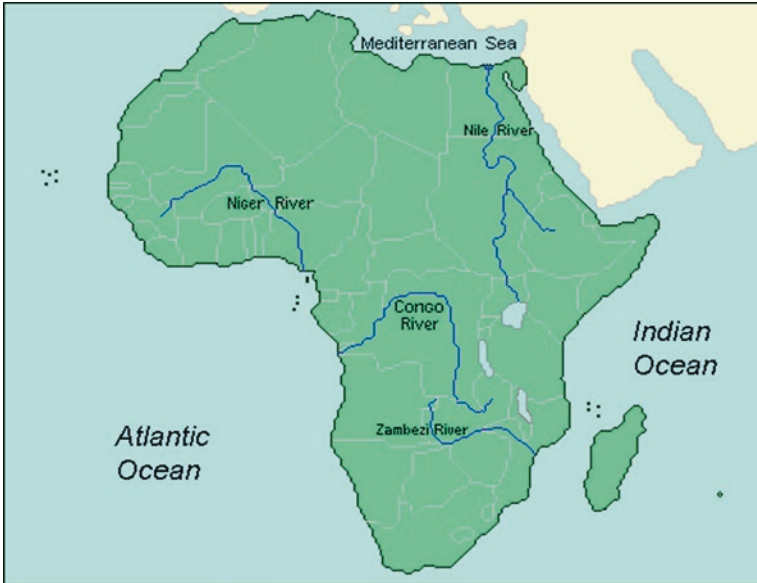 Mediterranean Sea
Nile River
Niger River
Congo
River
Indian
Ocean
Atlantic
Ocean
Zambezi River